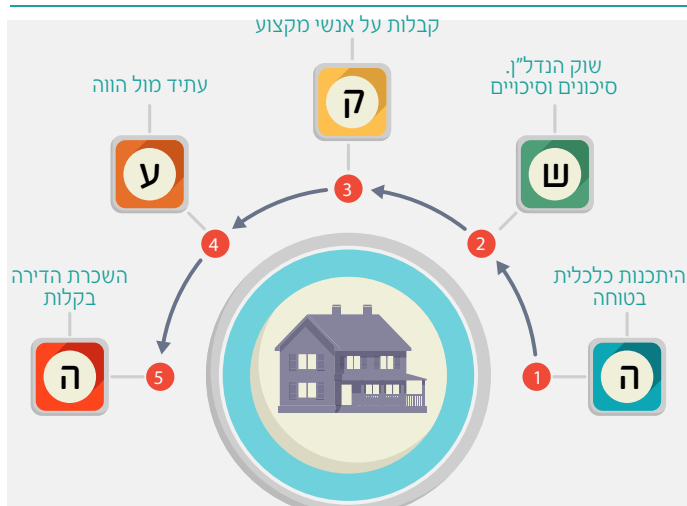 היתכנות כלכלית
בטוחה
ה
1
שוק הנדל"ן.
סיכונים וסיכויים
ש
2
קבלות על אנשי מקצוע
ק
3
עתיד מול הווה
ע
4
השכרת הדירה
בקלות
ה
5